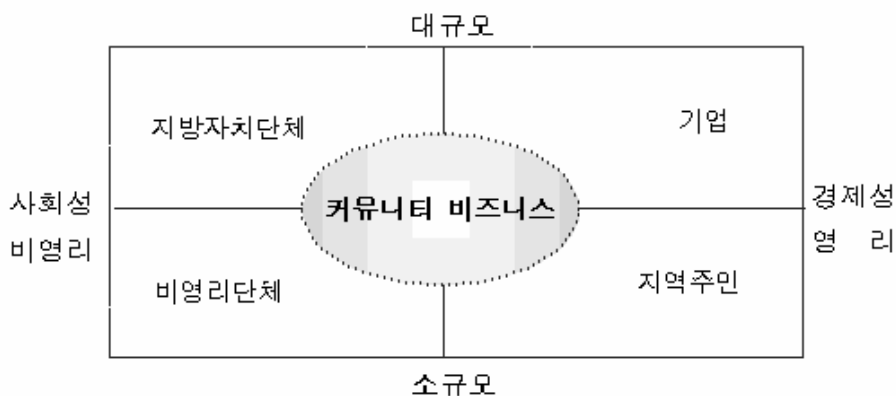 대규모
지방자치단체
기업
사회성
비영리
커뮤니티 비즈니스
경제성
영 리
비영리단체
지역주민
소규모